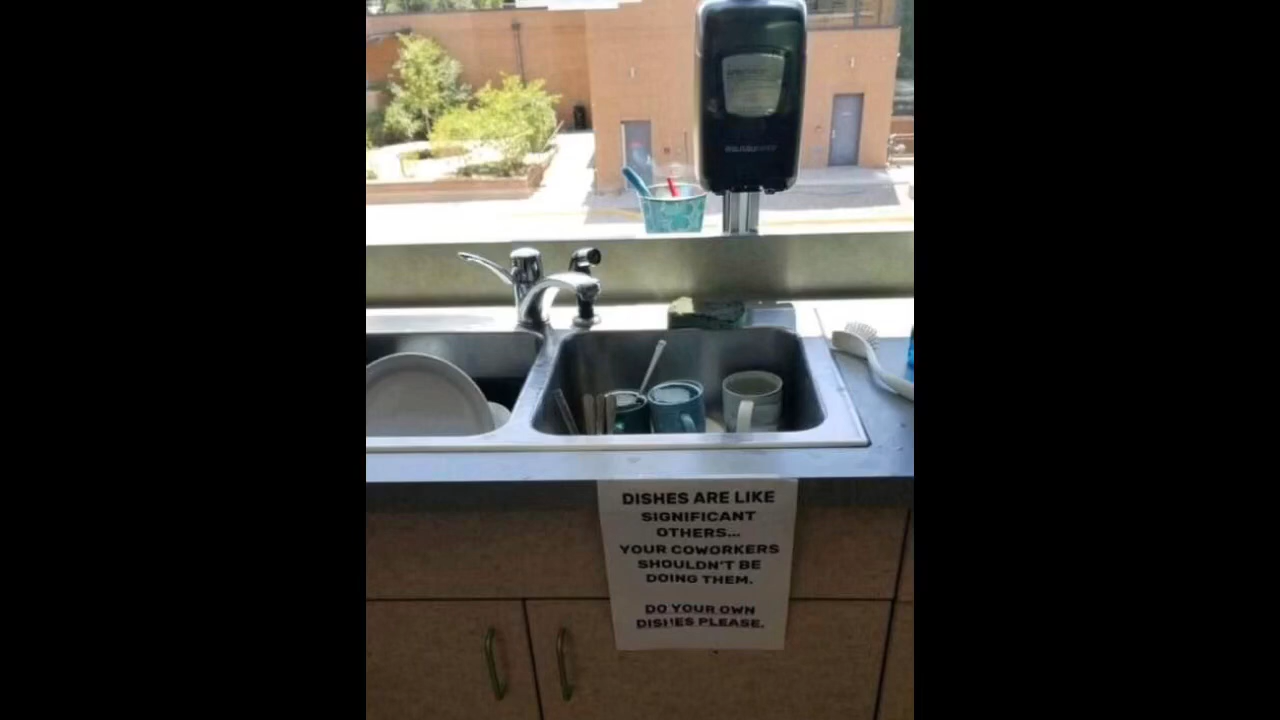 DISHES ARE LIKE
SIGNIFICANT
OTHERS...
YOUR COWORKERS
SHOULDN'T BE
DOING THEM.
DO YOUR OWN
DISHES PLEASE.